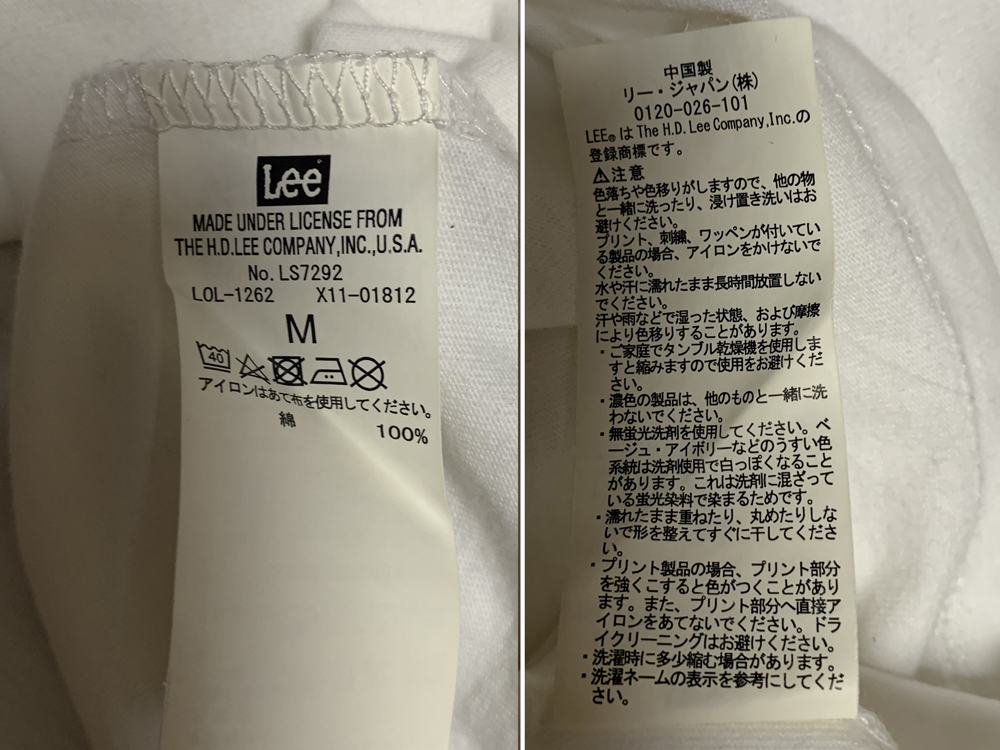 Lee
MADE UNDER LICENSE FROM
THE H.D.LEE COMPANY,INC.,U.S.A.
No. LS7292
LOL-1262 X11-01812
M
40
アイロンはあて布を使用してください。
綿 100%
中国製
リー・ジャパン(株)
0120-026-101
LEE® は The H.D. Lee Company,Inc.の
登録商標です。
⚠注意
色落ちや色移りがしますので、他の物
と一緒に洗ったり、浸け置き洗いはお
避けください。
プリント、刺繍、ワッペンが付いてい
る製品の場合、アイロンをかけないで
ください。
水や汗に濡れたまま長時間放置しない
でください。
汗や雨などで湿った状態、および摩擦
により色移りすることがあります。
・ご家庭でタンブル乾燥機を使用しま
すと縮みますので使用をお避けくだ
さい。
・濃色の製品は、他のものと一緒に洗
わないでください。
・無蛍光洗剤を使用してください。ベ
ージュ・アイボリーなどのうすい色
系統は洗剤使用で白っぽくなること
があります。これは洗剤に混ざって
いる蛍光染料で染まるためです。
・濡れたまま重ねたり、丸めたりしな
いで形を整えてすぐに干してくださ
い。
・プリント製品の場合、プリント部分
を強くこすると色がつくことがあり
ます。また、プリント部分へ直接ア
イロンをあてないでください。ドラ
イクリーニングはお避けください。
・洗濯時に多少縮む場合があります。
・洗濯ネームの表示を参考にしてくだ
さい。